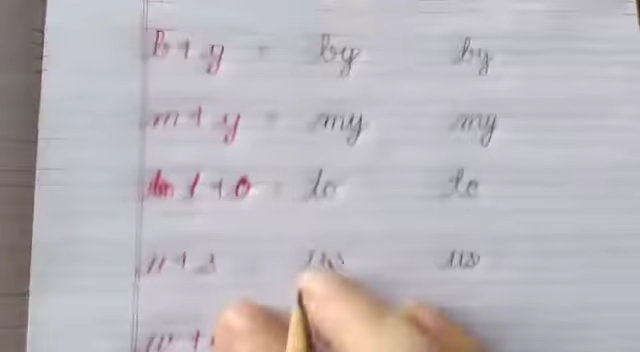 b + y = by by
m + y = my my
t + o = to to
u + s us us